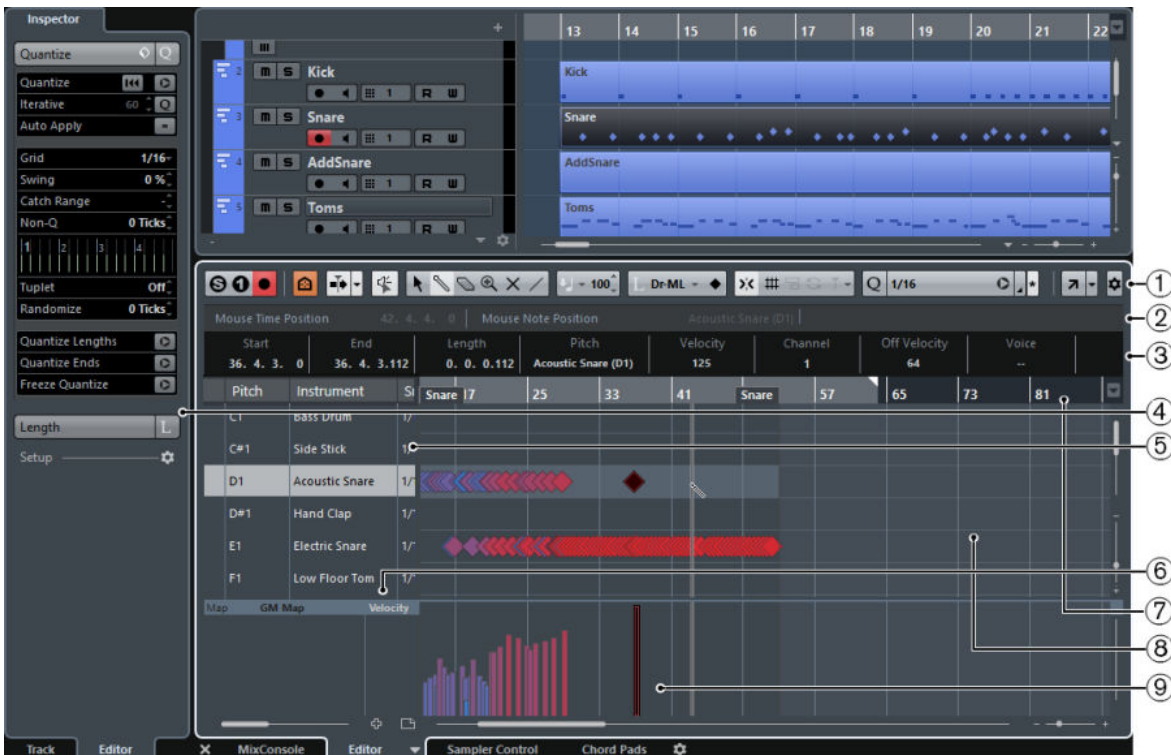 Inspector
Quantize Q
Quantize
Iterative 60 Q
Auto Apply
Grid 1/16
Swing 0 %
Catch Range -
Non-Q 0 Ticks
1 2 3 4
Tuplet Off
Randomize 0 Ticks
Quantize Lengths
Quantize Ends
Freeze Quantize
Length L
Setup
+
13 14 15 16 17 18 19 20 21 22
m
2 m S Kick
1 R W
3 m S Snare
1 R W
4 m S AddSnare
1 R W
5 m S Toms
1 R W
Kick
Snare
AddSnare
Toms
S 1 100 L Dr-ML Q 1/16
1
Mouse Time Position 42. 4. 4. 0 Mouse Note Position Acoustic Snare (D1)
2
Start End Length Pitch Velocity Channel Off Velocity Voice
36. 4. 3. 0 36. 4. 3.112 0. 0. 0.112 Acoustic Snare (D1) 125 1 64 --
3
Pitch Instrument Snare 17 25 33 41 Snare 57 65 73 81
4
C1 Bass Drum 1/
C#1 Side Stick 1/
5
D1 Acoustic Snare 1/
D#1 Hand Clap 1/
E1 Electric Snare 1/
F1 Low Floor Tom 1/
6
7
Map GM Map Velocity
8
9
Track Editor MixConsole Editor Sampler Control Chord Pads